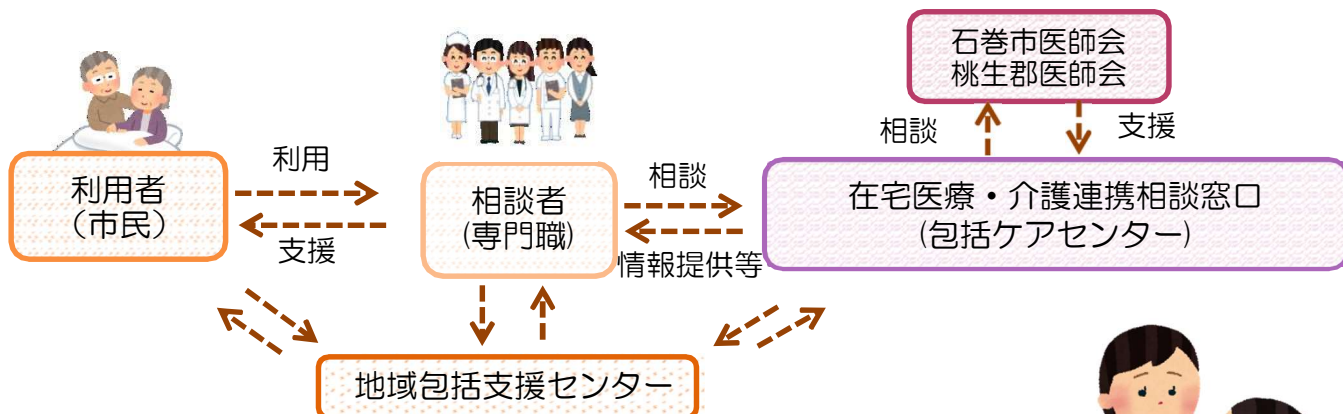 石巻市医師会
桃生郡医師会
相談
支援
利用者
（市民）
利用
支援
相談者
(専門職)
相談
情報提供等
在宅医療・介護連携相談窓口
(包括ケアセンター)
地域包括支援センター